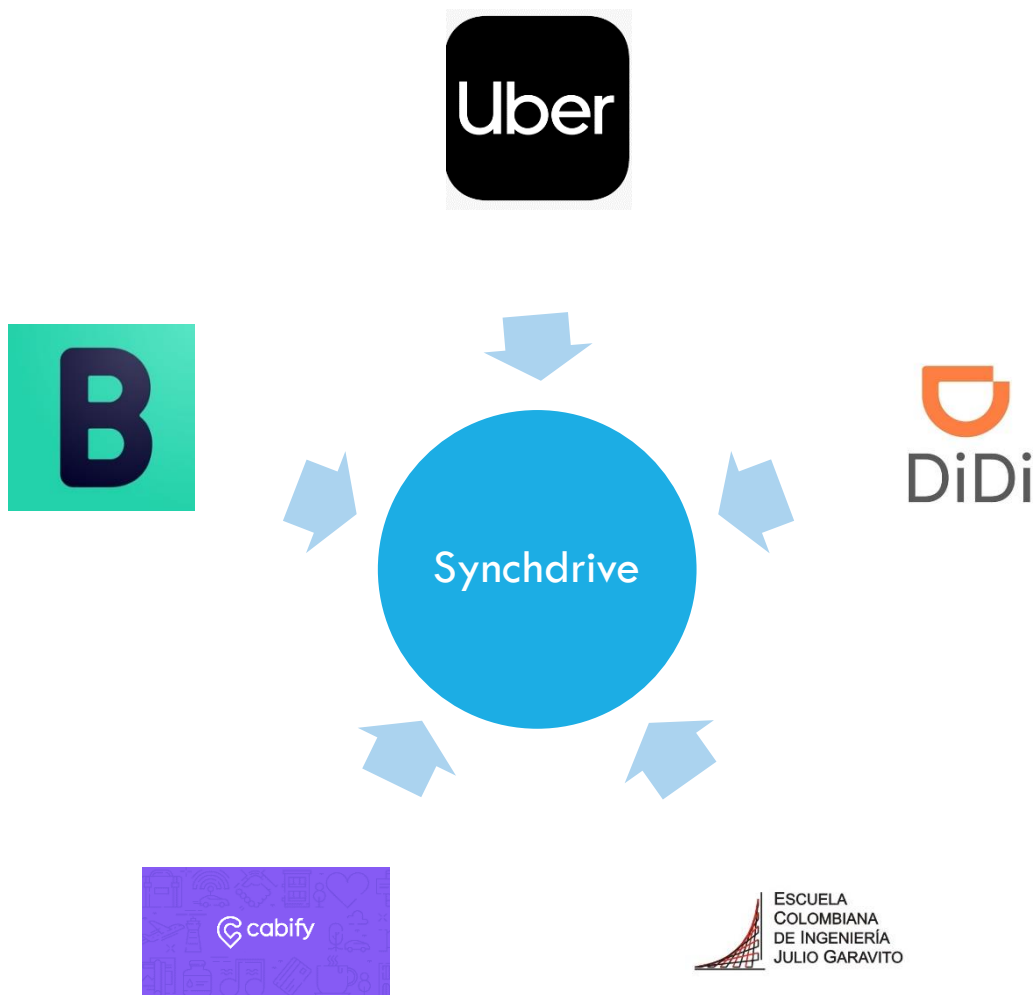 Uber
B
DiDi
Synchdrive
cabify
ESCUELA
COLOMBIANA
DE INGENIERÍA
JULIO GARAVITO